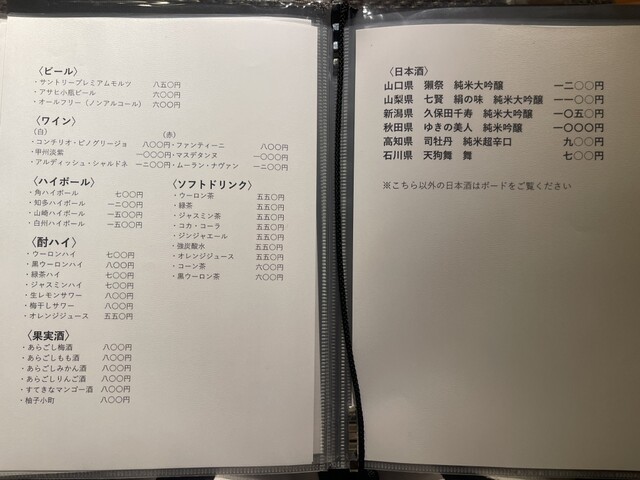 〈ビール〉
・サントリープレミアムモルツ 八五〇円
・アサヒ小瓶ビール 六〇〇円
・オールフリー（ノンアルコール） 六〇〇円
〈ワイン〉
（白） （赤）
・コンチリオ・ピノグリージョ 八〇〇円・ファンティーニ 八〇〇円
・甲州淡紫 一〇〇〇円・マスデタンヌ 一〇〇〇円
・アルディッシュ・シャルドネ 一二〇〇円・ムーラン・ナヴァン 一二〇〇円
〈ハイボール〉
・角ハイボール 七〇〇円
・知多ハイボール 一二〇〇円
・山崎ハイボール 一五〇〇円
・白州ハイボール 一五〇〇円
〈酎ハイ〉
・ウーロンハイ 七〇〇円
・黒ウーロンハイ 八〇〇円
・緑茶ハイ 七〇〇円
・ジャスミンハイ 七〇〇円
・生レモンサワー 八〇〇円
・梅干しサワー 八〇〇円
・オレンジジュース 五五〇円
〈果実酒〉
・あらごし梅酒 八〇〇円
・あらごしもも酒 八〇〇円
・あらごしみかん酒 八〇〇円
・あらごしりんご酒 八〇〇円
・すてきなマンゴー酒 八〇〇円
・柚子小町 八〇〇円
〈ソフトドリンク〉
・ウーロン茶 五五〇円
・緑茶 五五〇円
・ジャスミン茶 五五〇円
・コカ・コーラ 五五〇円
・ジンジャエール 五五〇円
・強炭酸水 五五〇円
・オレンジジュース 五五〇円
・コーン茶 六〇〇円
・黒ウーロン茶 六〇〇円
〈日本酒〉
山口県 獺祭 純米大吟醸 一二〇〇円
山梨県 七賢 絹の味 純米大吟醸 一一〇〇円
新潟県 久保田千寿 純米大吟醸 一〇五〇円
秋田県 ゆきの美人 純米吟醸 一〇〇〇円
高知県 司牡丹 純米超辛口 九〇〇円
石川県 天狗舞 舞 七〇〇円
※こちら以外の日本酒はボードをご覧ください